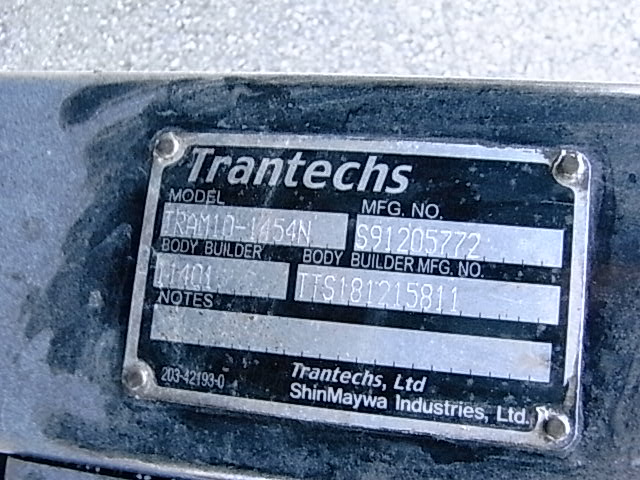 Trantechs
MODEL MFG. NO.
TRAM10-1454N S91205772
BODY BUILDER BODY BUILDER MFG. NO.
11401 TTS181215811
NOTES
203-42193-0 Trantechs, Ltd
ShinMaywa Industries, Ltd.